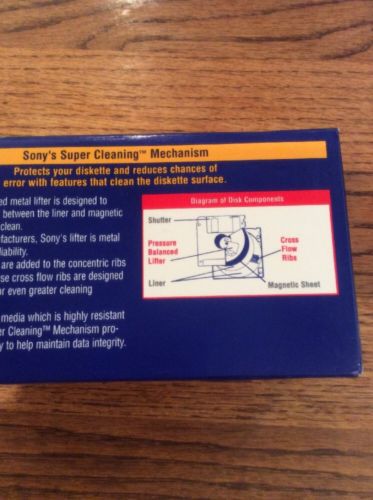 Sony's Super Cleaning™ Mechanism
Protects your diskette and reduces chances of
error with features that clean the diskette surface.
ed metal lifter is designed to
between the liner and magnetic
clean.
facturers, Sony's lifter is metal
liability.
are added to the concentric ribs
se cross flow ribs are designed
or even greater cleaning
media which is highly resistant
er Cleaning™ Mechanism pro-
y to help maintain data integrity.
Diagram of Disk Components
Shutter
Pressure
Balanced
Lifter
Cross
Flow
Ribs
Liner
Magnetic Sheet